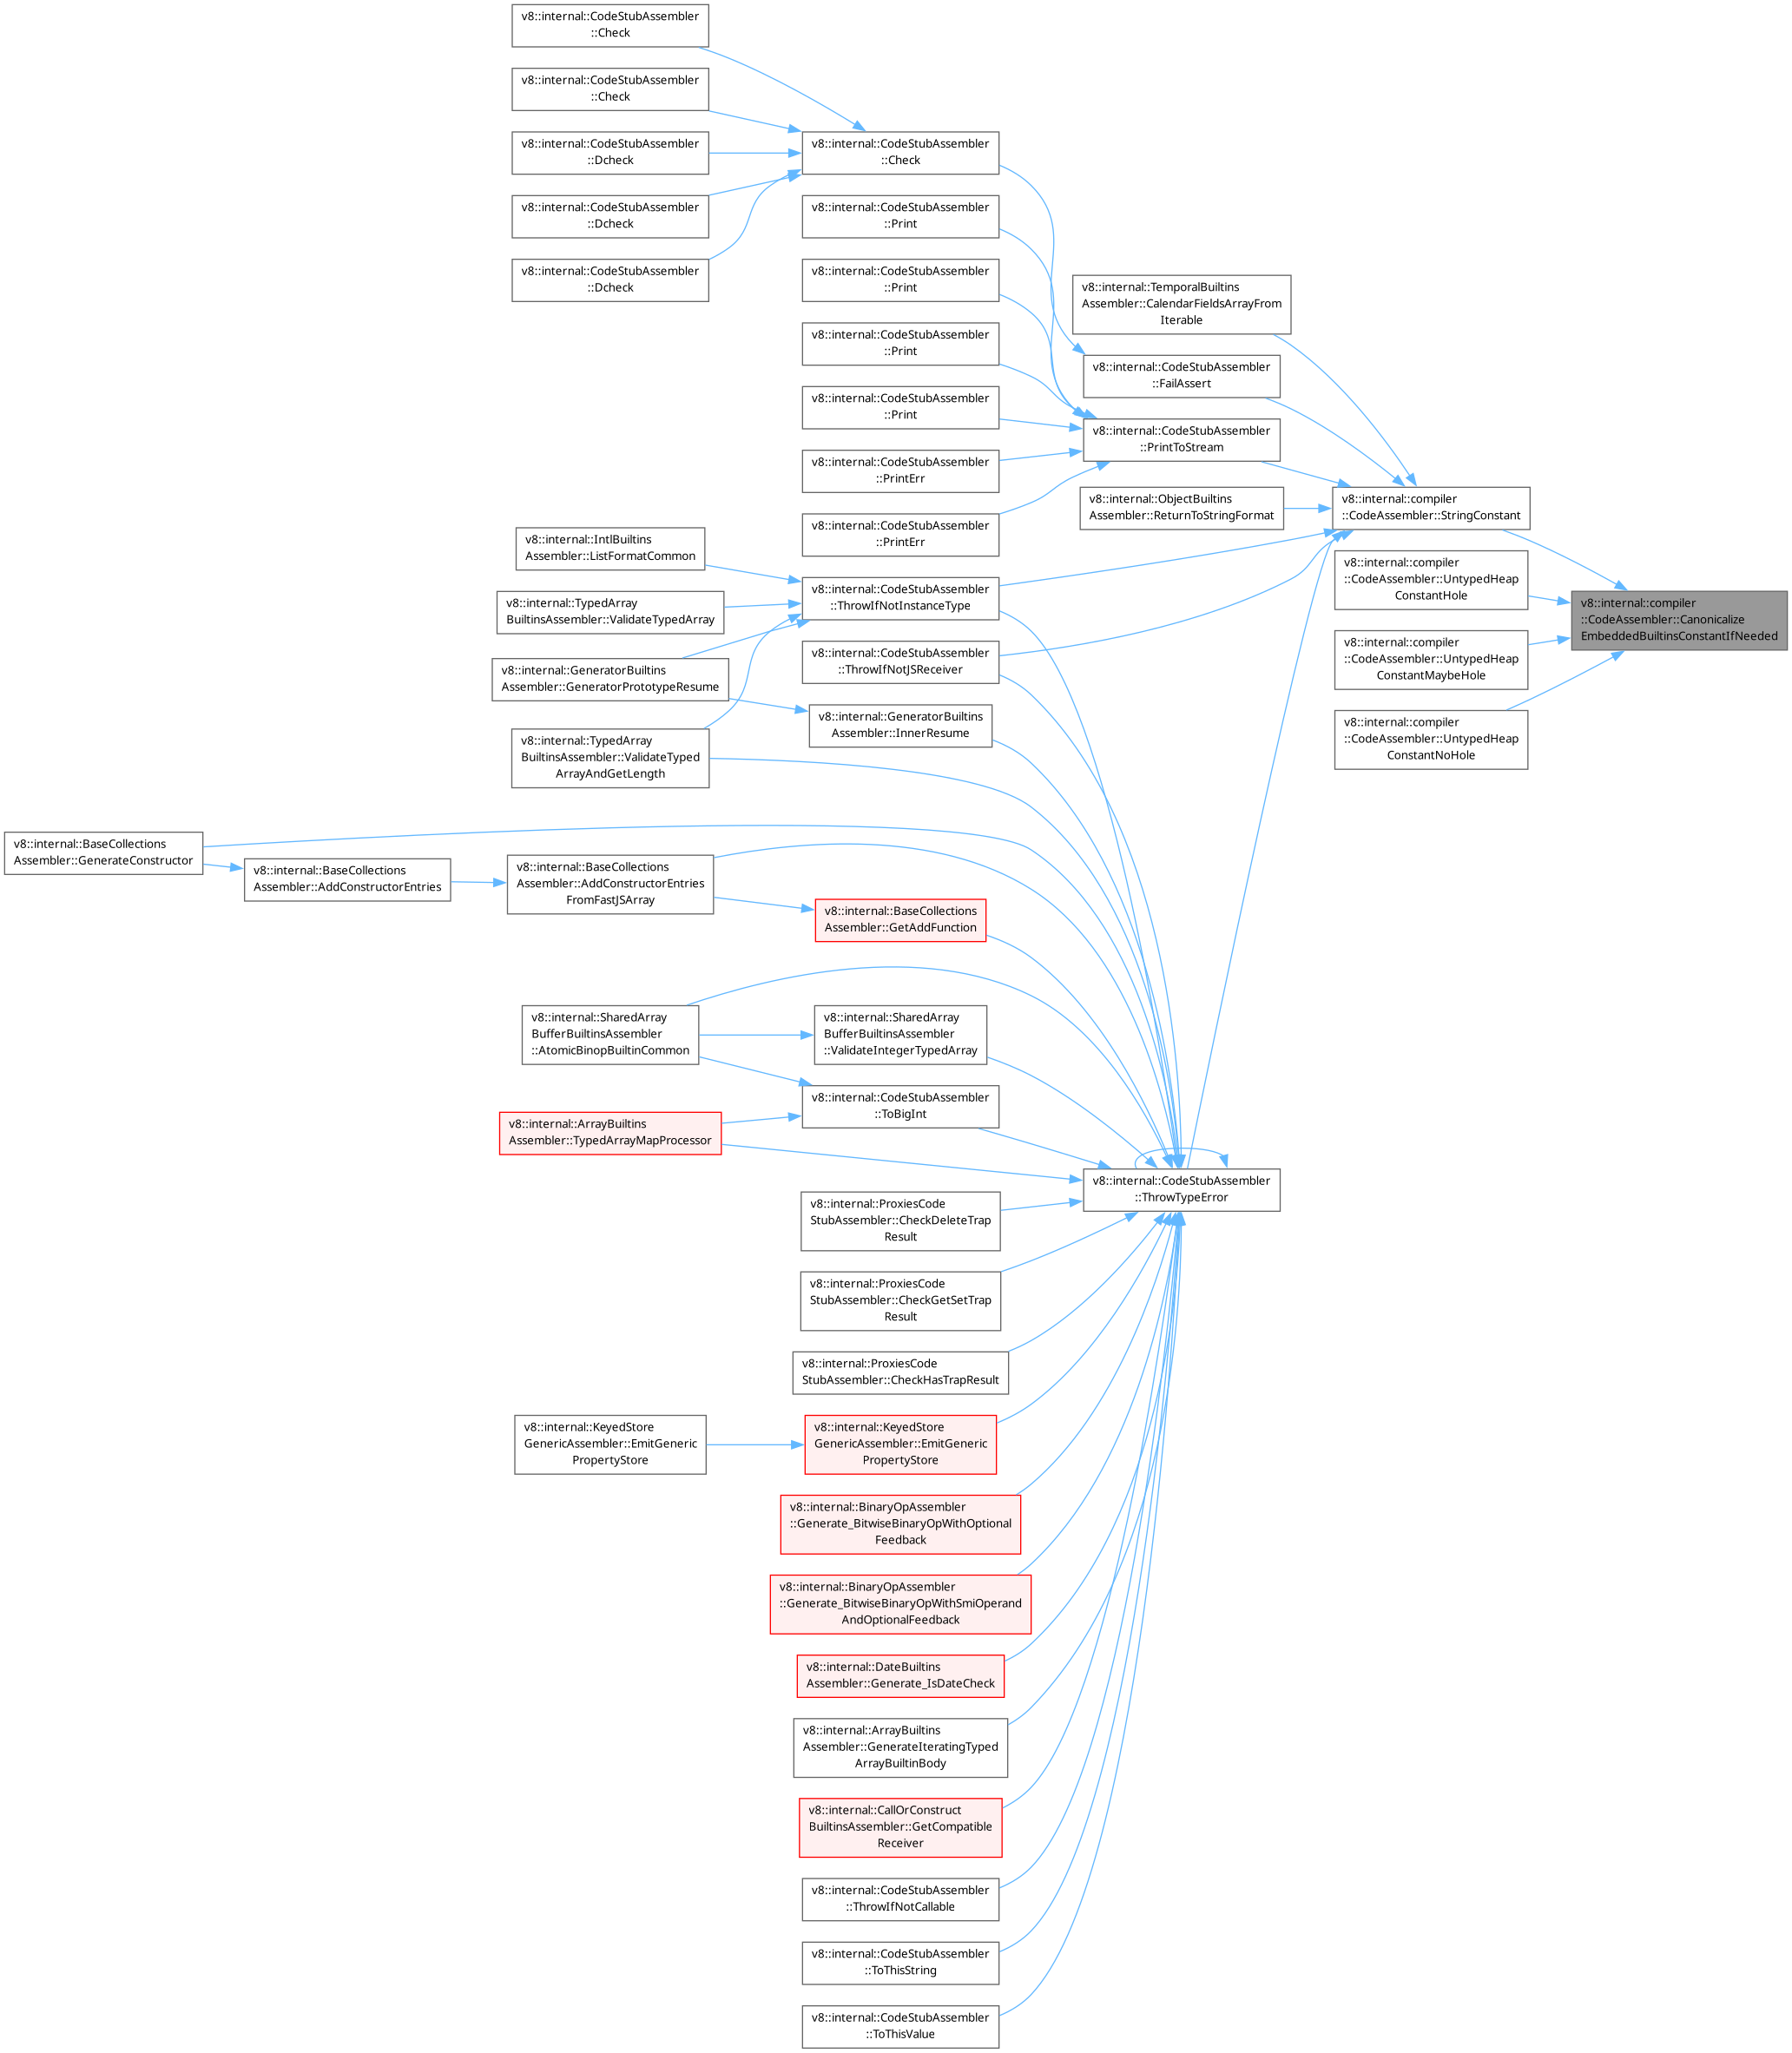 v8::internal::CodeStubAssembler
::Check
v8::internal::CodeStubAssembler
::Check
v8::internal::CodeStubAssembler
::Dcheck
v8::internal::CodeStubAssembler
::Dcheck
v8::internal::CodeStubAssembler
::Dcheck
v8::internal::CodeStubAssembler
::Check
v8::internal::CodeStubAssembler
::Print
v8::internal::CodeStubAssembler
::Print
v8::internal::CodeStubAssembler
::Print
v8::internal::CodeStubAssembler
::Print
v8::internal::CodeStubAssembler
::PrintErr
v8::internal::CodeStubAssembler
::PrintErr
v8::internal::TemporalBuiltins
Assembler::CalendarFieldsArrayFrom
Iterable
v8::internal::CodeStubAssembler
::FailAssert
v8::internal::CodeStubAssembler
::PrintToStream
v8::internal::ObjectBuiltins
Assembler::ReturnToStringFormat
v8::internal::compiler
::CodeAssembler::StringConstant
v8::internal::compiler
::CodeAssembler::UntypedHeap
ConstantHole
v8::internal::compiler
::CodeAssembler::UntypedHeap
ConstantMaybeHole
v8::internal::compiler
::CodeAssembler::UntypedHeap
ConstantNoHole
v8::internal::compiler
::CodeAssembler::Canonicalize
EmbeddedBuiltinsConstantIfNeeded
v8::internal::IntlBuiltins
Assembler::ListFormatCommon
v8::internal::TypedArray
BuiltinsAssembler::ValidateTypedArray
v8::internal::GeneratorBuiltins
Assembler::GeneratorPrototypeResume
v8::internal::TypedArray
BuiltinsAssembler::ValidateTyped
ArrayAndGetLength
v8::internal::CodeStubAssembler
::ThrowIfNotInstanceType
v8::internal::CodeStubAssembler
::ThrowIfNotJSReceiver
v8::internal::GeneratorBuiltins
Assembler::InnerResume
v8::internal::BaseCollections
Assembler::GenerateConstructor
v8::internal::BaseCollections
Assembler::AddConstructorEntries
v8::internal::BaseCollections
Assembler::AddConstructorEntries
FromFastJSArray
v8::internal::BaseCollections
Assembler::GetAddFunction
v8::internal::SharedArray
BufferBuiltinsAssembler
::AtomicBinopBuiltinCommon
v8::internal::SharedArray
BufferBuiltinsAssembler
::ValidateIntegerTypedArray
v8::internal::CodeStubAssembler
::ToBigInt
v8::internal::ArrayBuiltins
Assembler::TypedArrayMapProcessor
v8::internal::CodeStubAssembler
::ThrowTypeError
v8::internal::ProxiesCode
StubAssembler::CheckDeleteTrap
Result
v8::internal::ProxiesCode
StubAssembler::CheckGetSetTrap
Result
v8::internal::ProxiesCode
StubAssembler::CheckHasTrapResult
v8::internal::KeyedStore
GenericAssembler::EmitGeneric
PropertyStore
v8::internal::KeyedStore
GenericAssembler::EmitGeneric
PropertyStore
v8::internal::BinaryOpAssembler
::Generate_BitwiseBinaryOpWithOptional
Feedback
v8::internal::BinaryOpAssembler
::Generate_BitwiseBinaryOpWithSmiOperand
AndOptionalFeedback
v8::internal::DateBuiltins
Assembler::Generate_IsDateCheck
v8::internal::ArrayBuiltins
Assembler::GenerateIteratingTyped
ArrayBuiltinBody
v8::internal::CallOrConstruct
BuiltinsAssembler::GetCompatible
Receiver
v8::internal::CodeStubAssembler
::ThrowIfNotCallable
v8::internal::CodeStubAssembler
::ToThisString
v8::internal::CodeStubAssembler
::ToThisValue